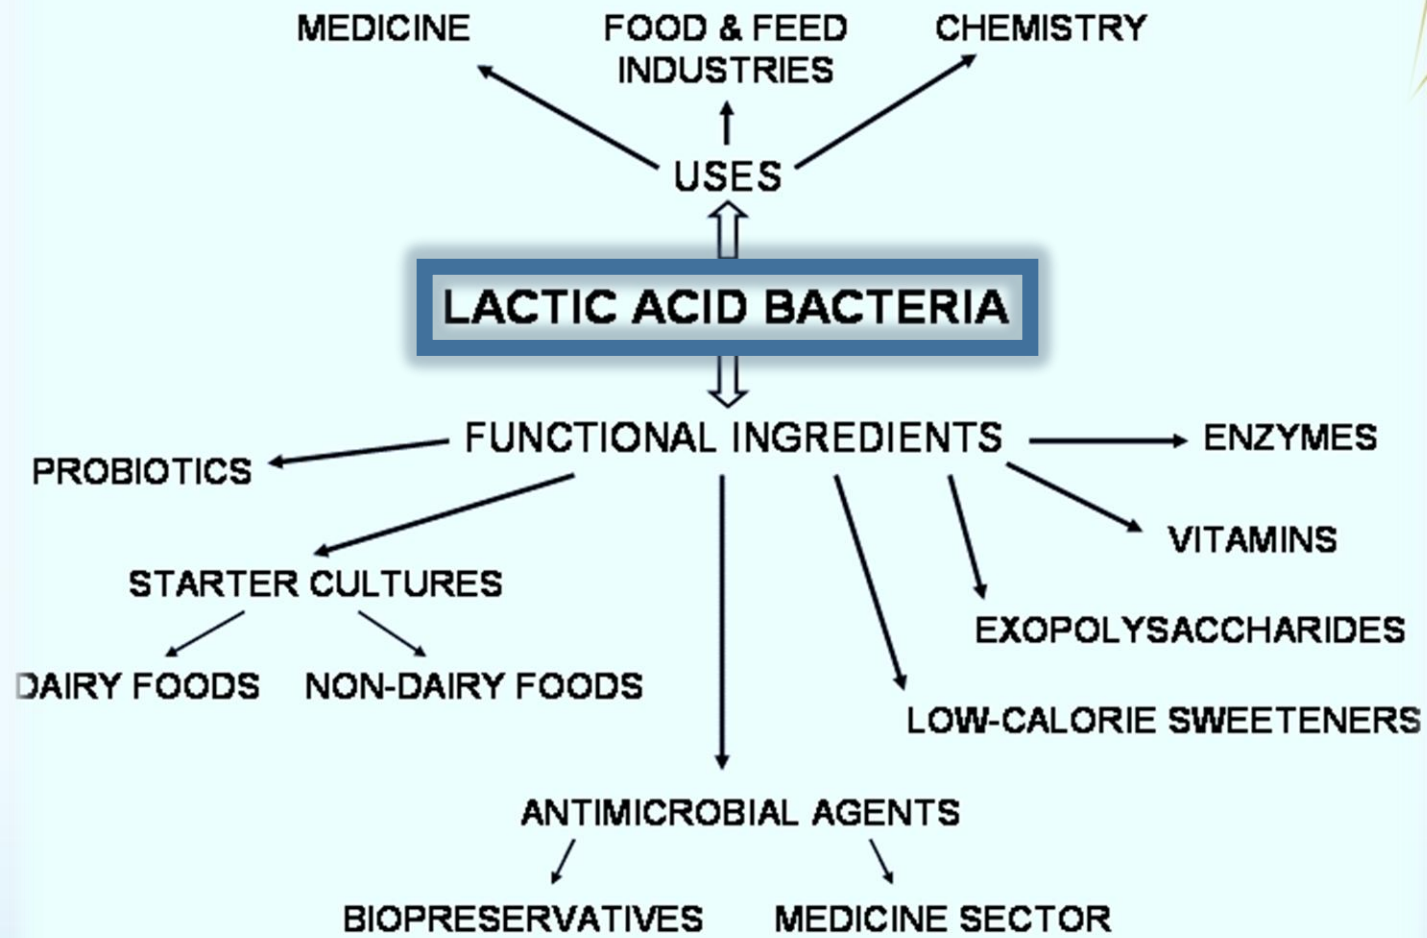 MEDICINE
FOOD & FEED
INDUSTRIES
CHEMISTRY
USES
LACTIC ACID BACTERIA
FUNCTIONAL INGREDIENTS
ENZYMES
PROBIOTICS
VITAMINS
STARTER CULTURES
EXOPOLYSACCHARIDES
DAIRY FOODS
NON-DAIRY FOODS
LOW-CALORIE SWEETENERS
ANTIMICROBIAL AGENTS
BIOPRESERVATIVES
MEDICINE SECTOR